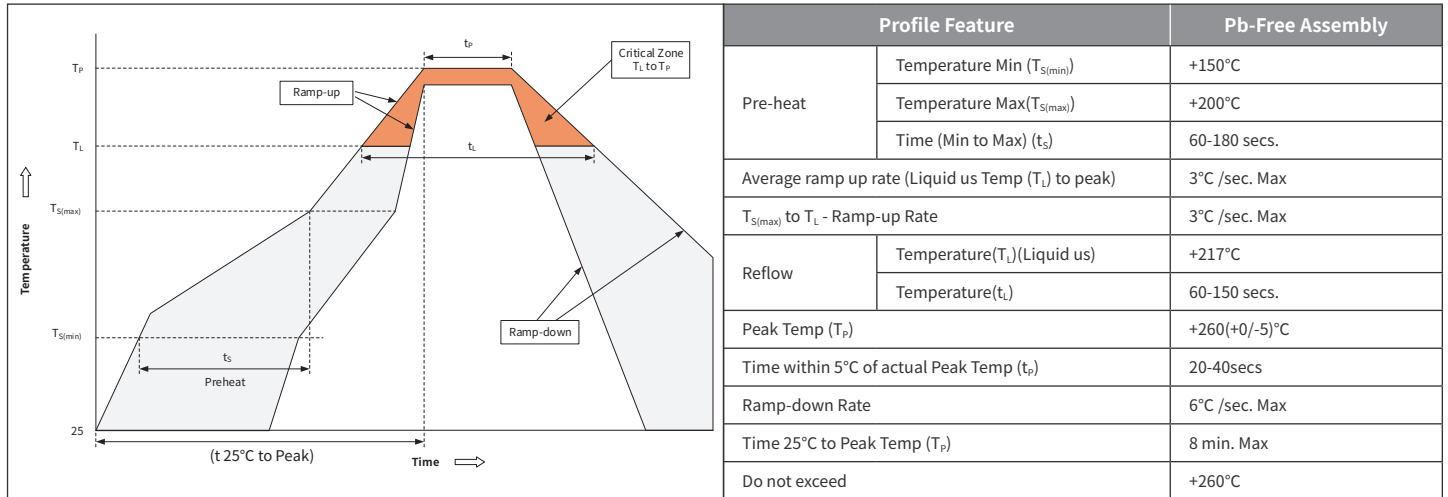 tP
Critical Zone
TL to TP
TP
Ramp-up
TL
tL
TS(max)
Temperature
Ramp-down
TS(min)
tS
Preheat
25
(t 25°C to Peak)
Time
Profile Feature
Pb-Free Assembly
Pre-heat
Temperature Min (TS(min))
+150°C
Temperature Max(TS(max))
+200°C
Time (Min to Max) (tS)
60-180 secs.
Average ramp up rate (Liquid us Temp (TL) to peak)
3°C /sec. Max
TS(max) to TL - Ramp-up Rate
3°C /sec. Max
Reflow
Temperature(TL)(Liquid us)
+217°C
Temperature(tL)
60-150 secs.
Peak Temp (TP)
+260(+0/-5)°C
Time within 5°C of actual Peak Temp (tP)
20-40secs
Ramp-down Rate
6°C /sec. Max
Time 25°C to Peak Temp (TP)
8 min. Max
Do not exceed
+260°C